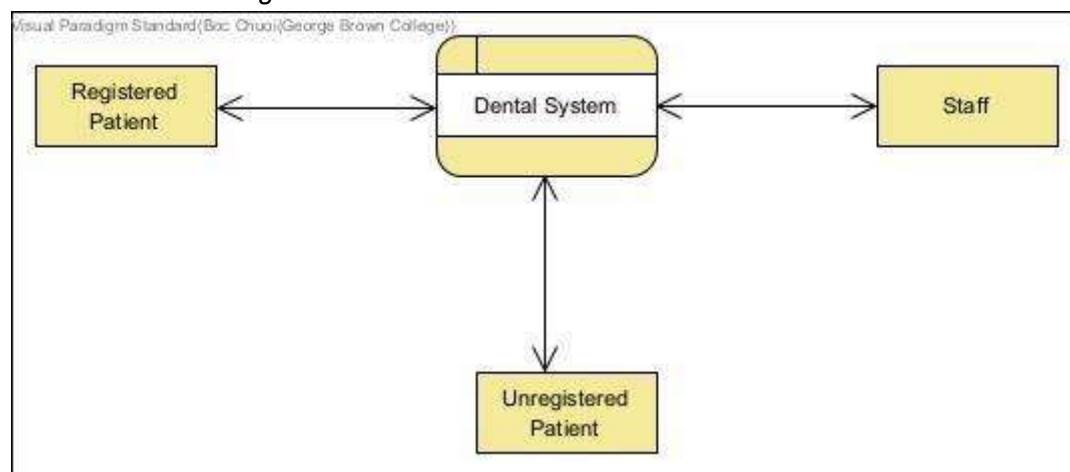 Visual Paradigm Standard(Boc Chuoi(George Brown College))
Registered
Patient
Dental System
Staff
Unregistered
Patient